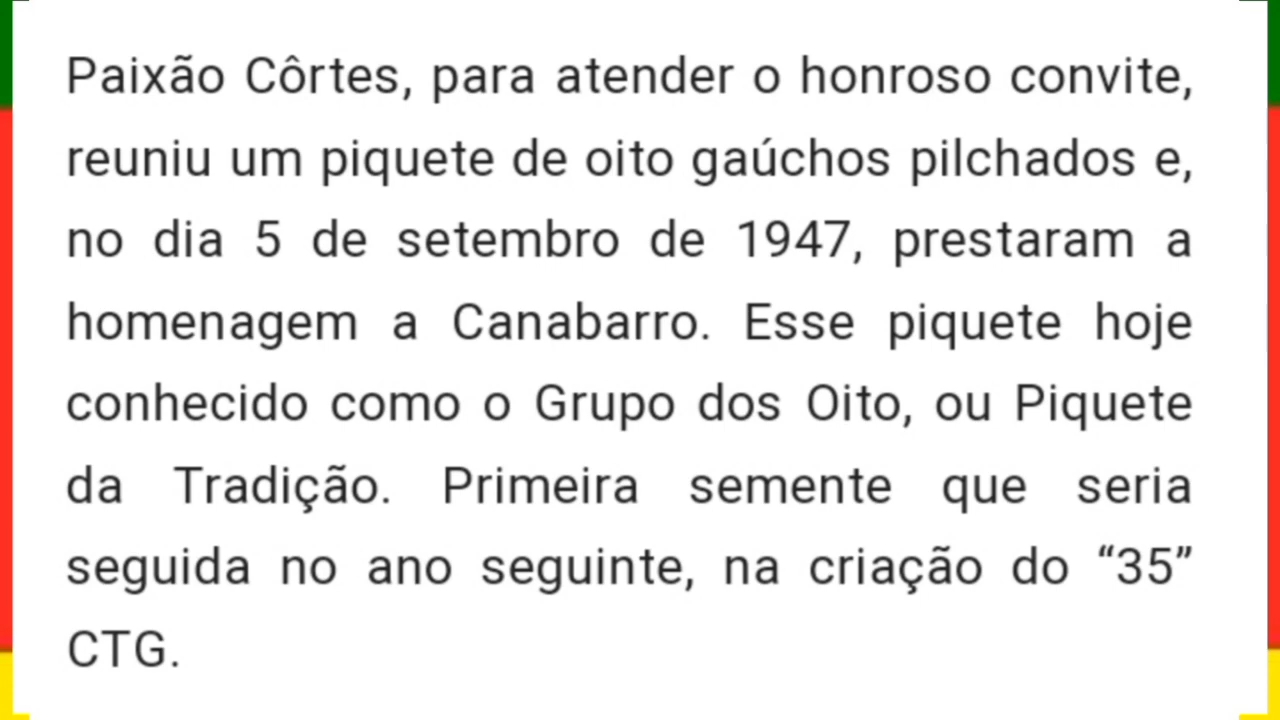 Paixão Côrtes, para atender o honroso convite,
reuniu um piquete de oito gaúchos pilchados e,
no dia 5 de setembro de 1947, prestaram a
homenagem a Canabarro. Esse piquete hoje
conhecido como o Grupo dos Oito, ou Piquete
da Tradição. Primeira semente que seria
seguida no ano seguinte, na criação do “35”
CTG.